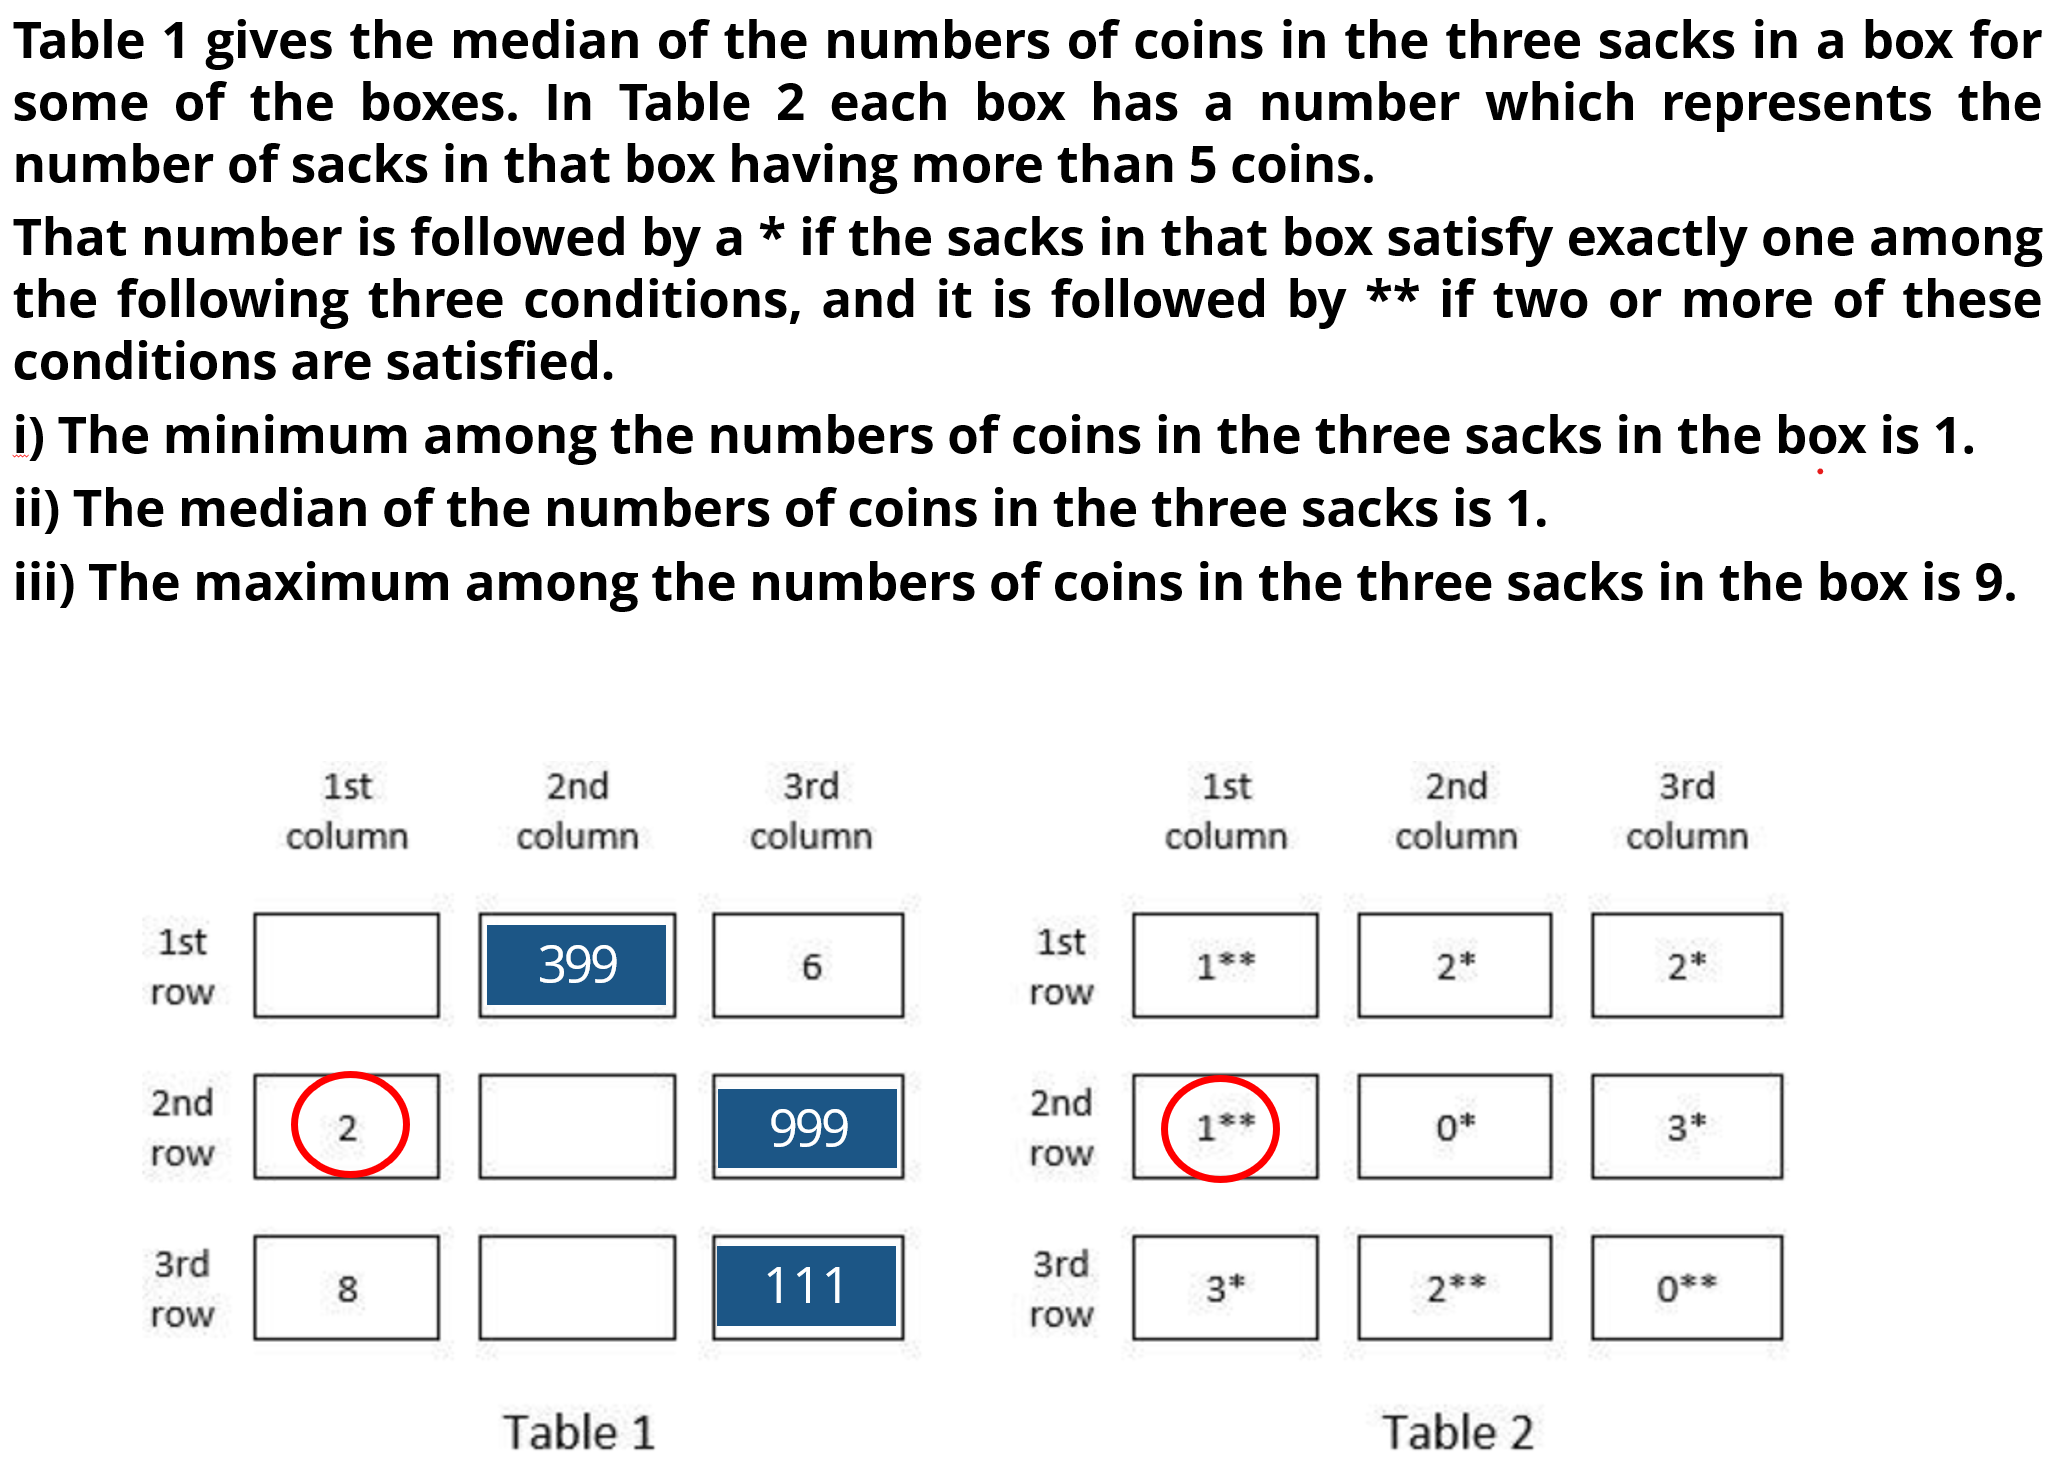 Table 1 gives the median of the numbers of coins in the three sacks in a box for
some of the boxes. In Table 2 each box has a number which represents the
number of sacks in that box having more than 5 coins.
That number is followed by a * if the sacks in that box satisfy exactly one among
the following three conditions, and it is followed by ** if two or more of these
conditions are satisfied.
i) The minimum among the numbers of coins in the three sacks in the box is 1.
ii) The median of the numbers of coins in the three sacks is 1.
iii) The maximum among the numbers of coins in the three sacks in the box is 9.
1st column 2nd column 3rd column
1st row 399 6
2nd row 2 999
3rd row 8 111
Table 1
1st column 2nd column 3rd column
1st row 1** 2* 2*
2nd row 1** 0* 3*
3rd row 3* 2** 0**
Table 2